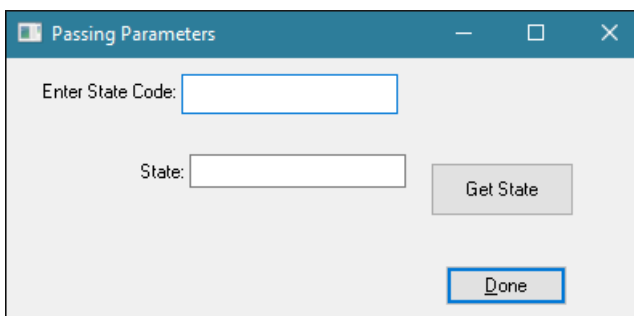 Passing Parameters
Enter State Code:
State:
Get State
Done